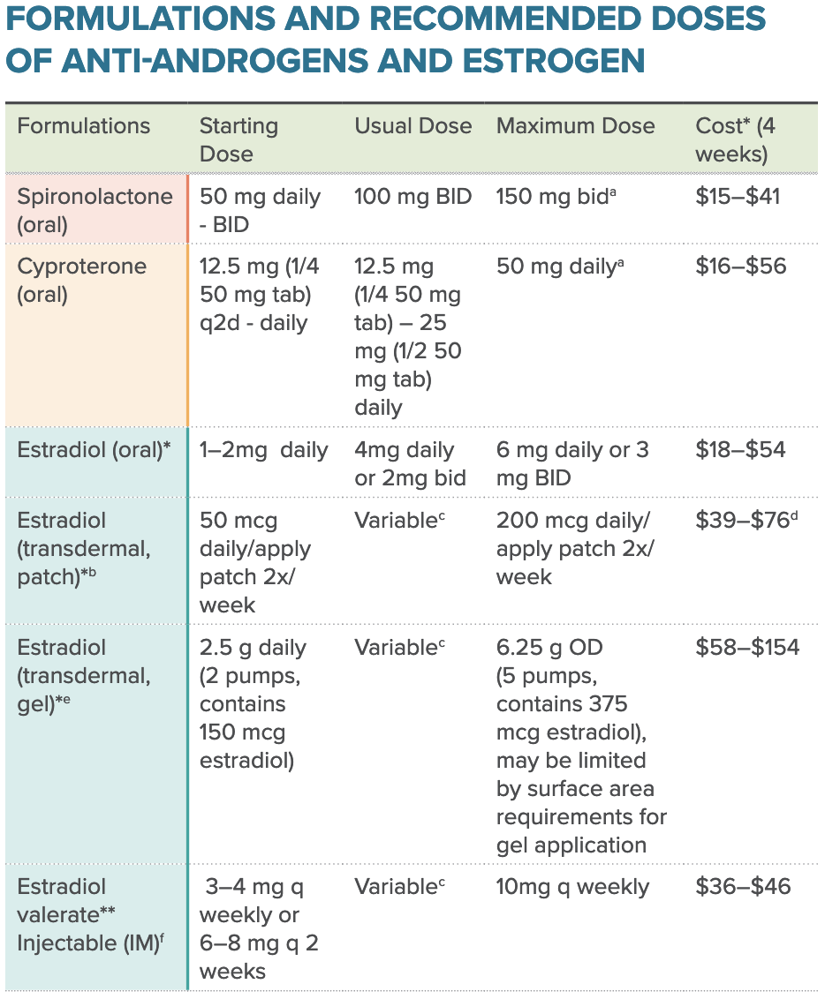 FORMULATIONS AND RECOMMENDED DOSES
OF ANTI-ANDROGENS AND ESTROGEN
Formulations
Starting
Dose
Usual Dose
Maximum Dose
Cost* (4
weeks)
Spironolactone
(oral)
50 mg daily
- BID
100 mg BID
150 mg bidᵃ
$15–$41
Cyproterone
(oral)
12.5 mg (1/4
50 mg tab)
q2d - daily
12.5 mg
(1/4 50 mg
tab) – 25
mg (1/2 50
mg tab)
daily
50 mg dailyᵃ
$16–$56
Estradiol (oral)*
1–2mg  daily
4mg daily
or 2mg bid
6 mg daily or 3
mg BID
$18–$54
Estradiol
(transdermal,
patch)*ᵇ
50 mcg
daily/apply
patch 2x/
week
Variableᶜ
200 mcg daily/
apply patch 2x/
week
$39–$76ᵈ
Estradiol
(transdermal,
gel)*ᵉ
2.5 g daily
(2 pumps,
contains
150 mcg
estradiol)
Variableᶜ
6.25 g OD
(5 pumps,
contains 375
mcg estradiol),
may be limited
by surface area
requirements for
gel application
$58–$154
Estradiol
valerate**
Injectable (IM)ᶠ
3–4 mg q
weekly or
6–8 mg q 2
weeks
Variableᶜ
10mg q weekly
$36–$46